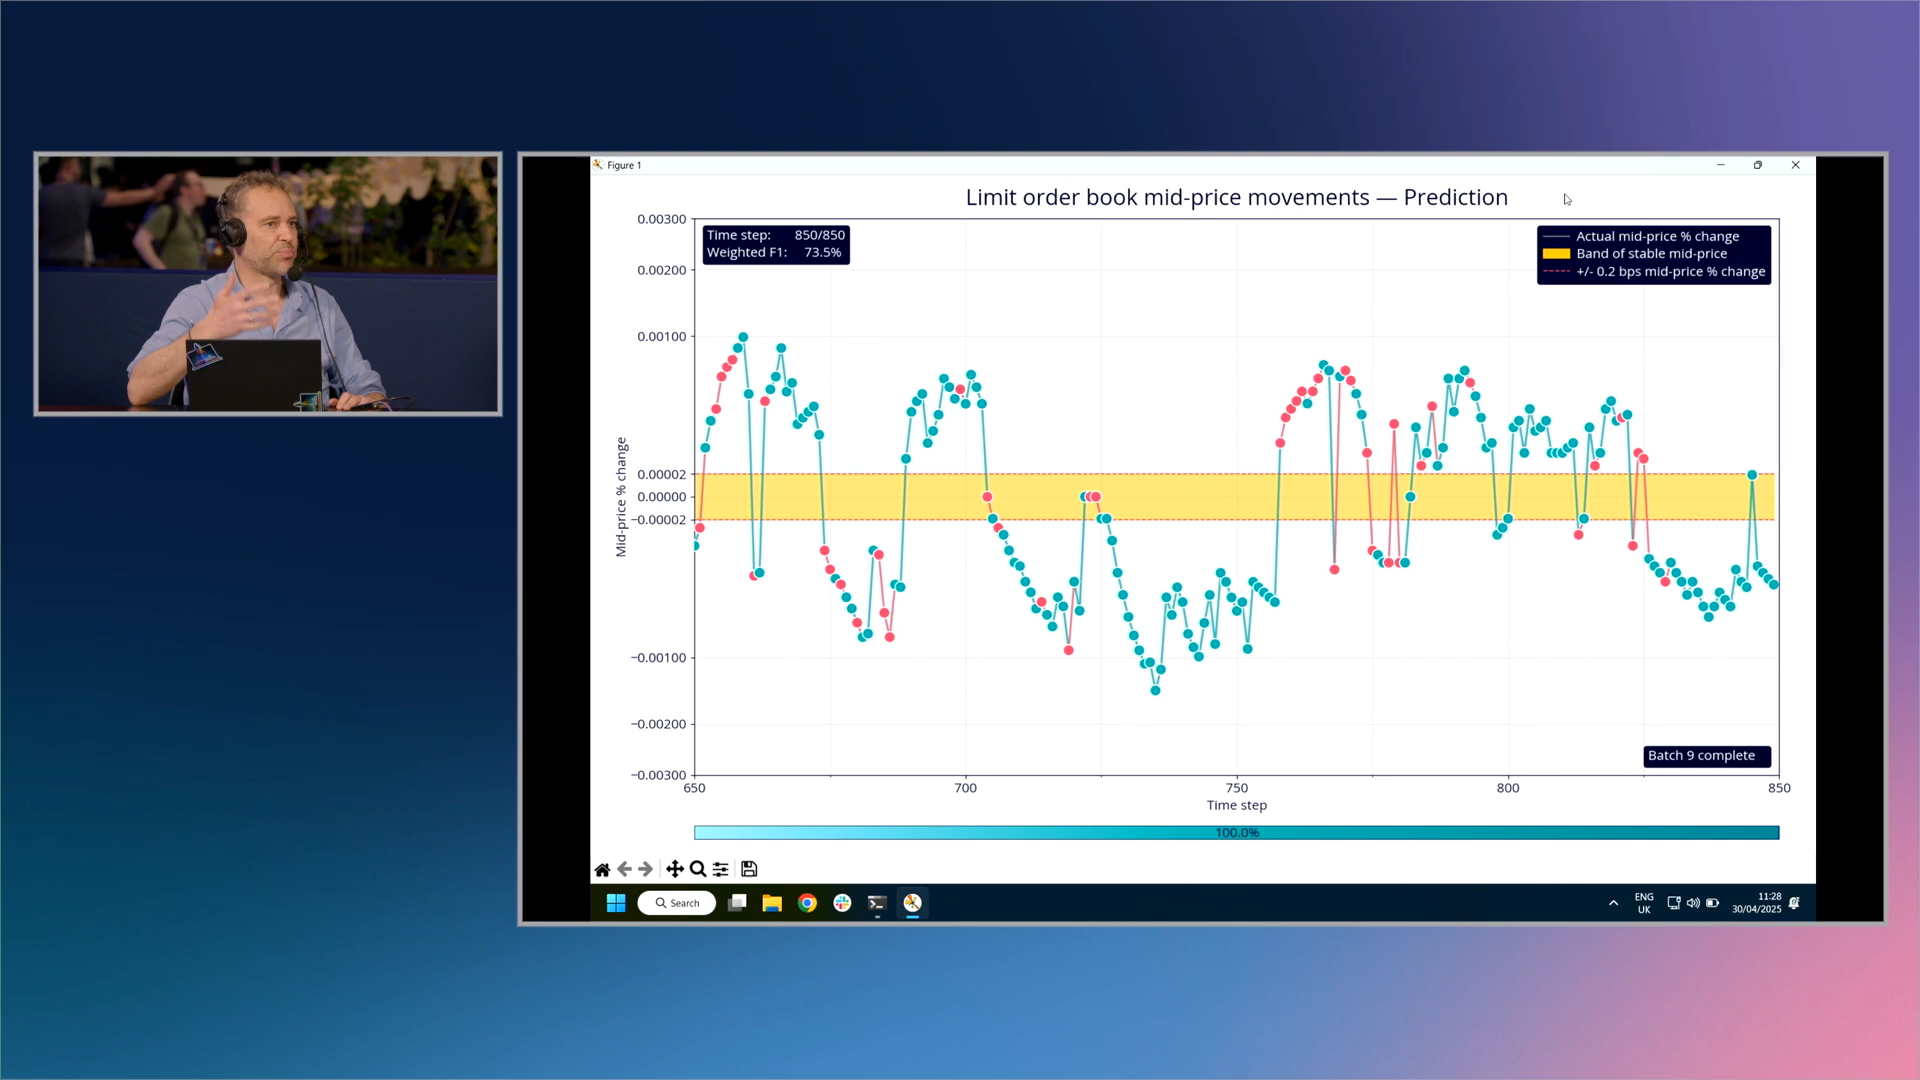 Figure 1
Limit order book mid-price movements — Prediction
Time step: 850/850
Weighted F1: 73.5%
Actual mid-price % change
Band of stable mid-price
+/- 0.2 bps mid-price % change
Mid-price % change
0.00300
0.00200
0.00100
0.00002
0.00000
−0.00002
−0.00100
−0.00200
−0.00300
Batch 9 complete
650
700
750
800
850
Time step
100.0%
Search
ENG
UK
11:28
30/04/2025